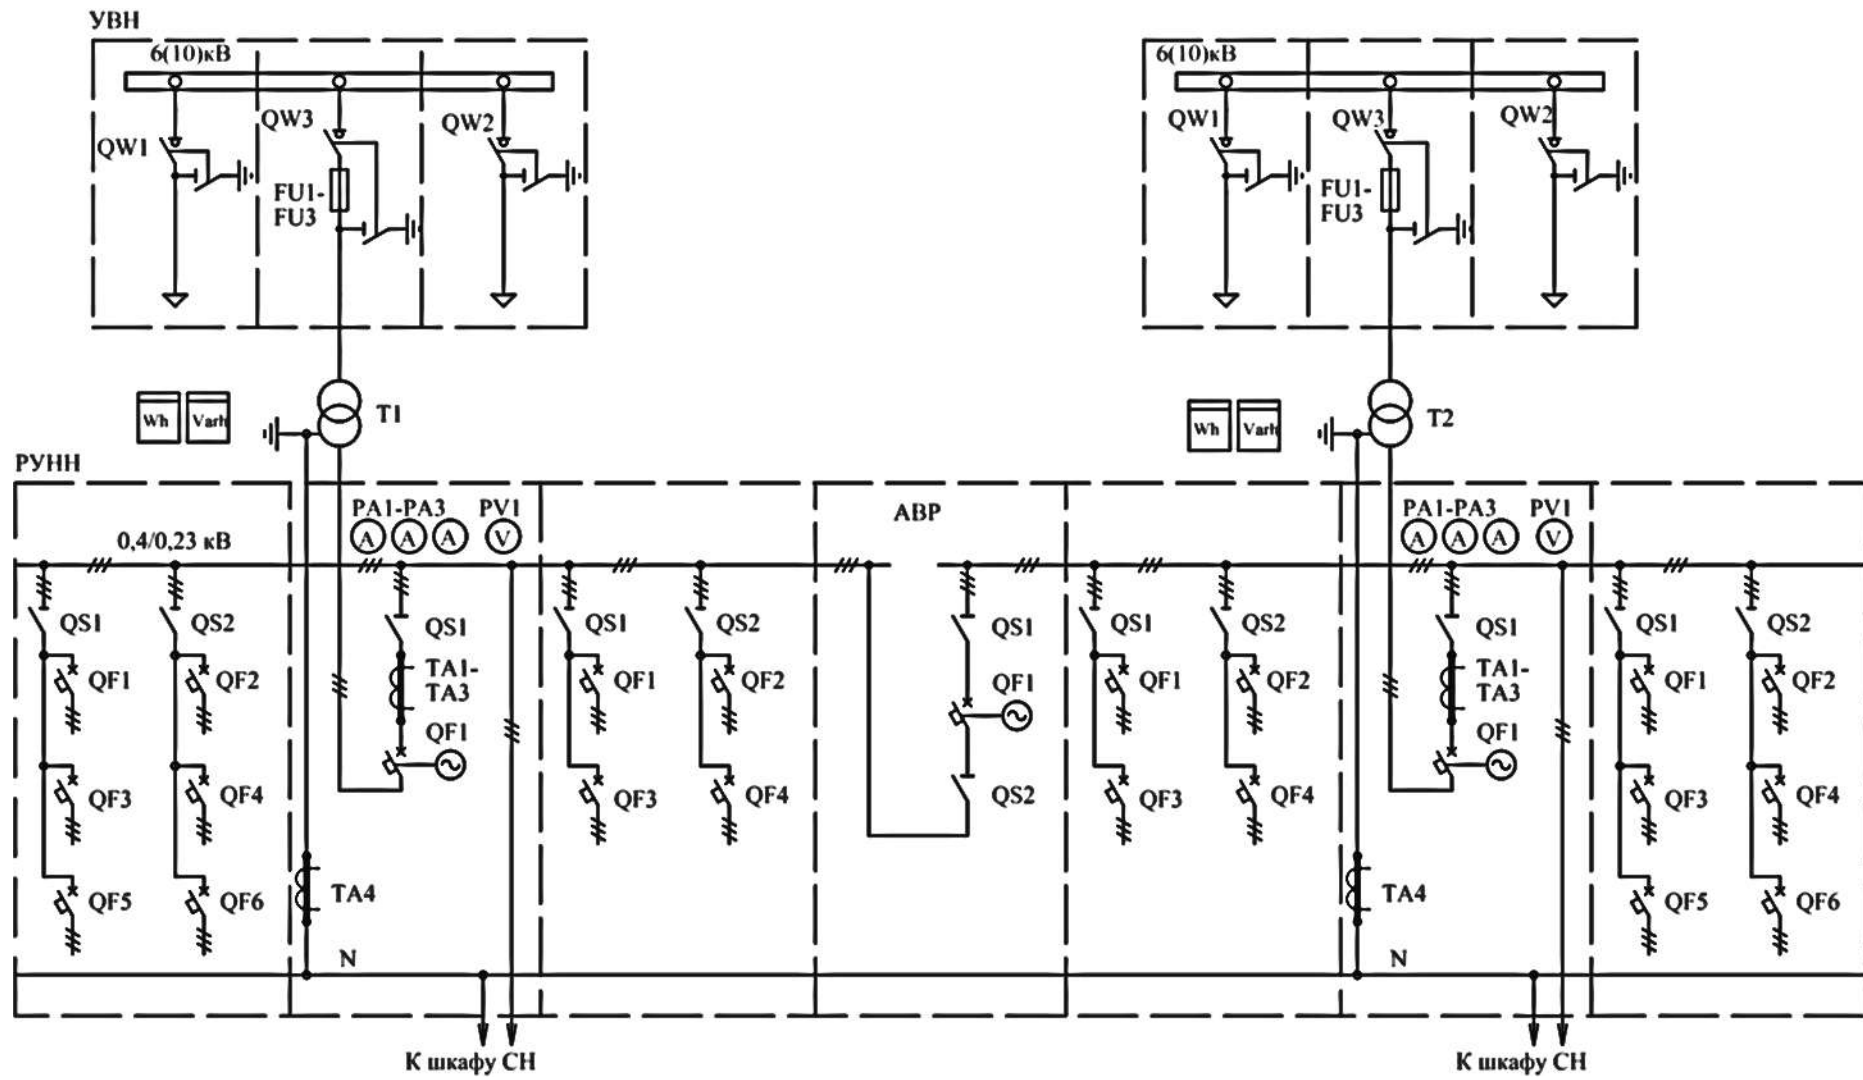 УВН
6(10)кВ
6(10)кВ
QW1
QW3
QW2
QW1
QW3
QW2
FU1-
FU3
FU1-
FU3
Wh
Varh
T1
Wh
Varh
T2
РУНН
PA1-PA3
PV1
АВР
PA1-PA3
PV1
A
A
A
V
A
A
A
V
0,4/0,23 кВ
QS1
QS2
QS1
QS1
QS2
QS1
QS1
QS2
QS1
QS1
QS2
TA1-
TA3
TA1-
TA3
QF1
QF2
QF1
QF2
QF1
QF1
QF2
QF1
QF2
QF1
QF1
QF3
QF4
QF3
QF4
QS2
QF3
QF4
QF3
QF4
QF5
QF6
TA4
TA4
QF5
QF6
N
N
К шкафу СН
К шкафу СН